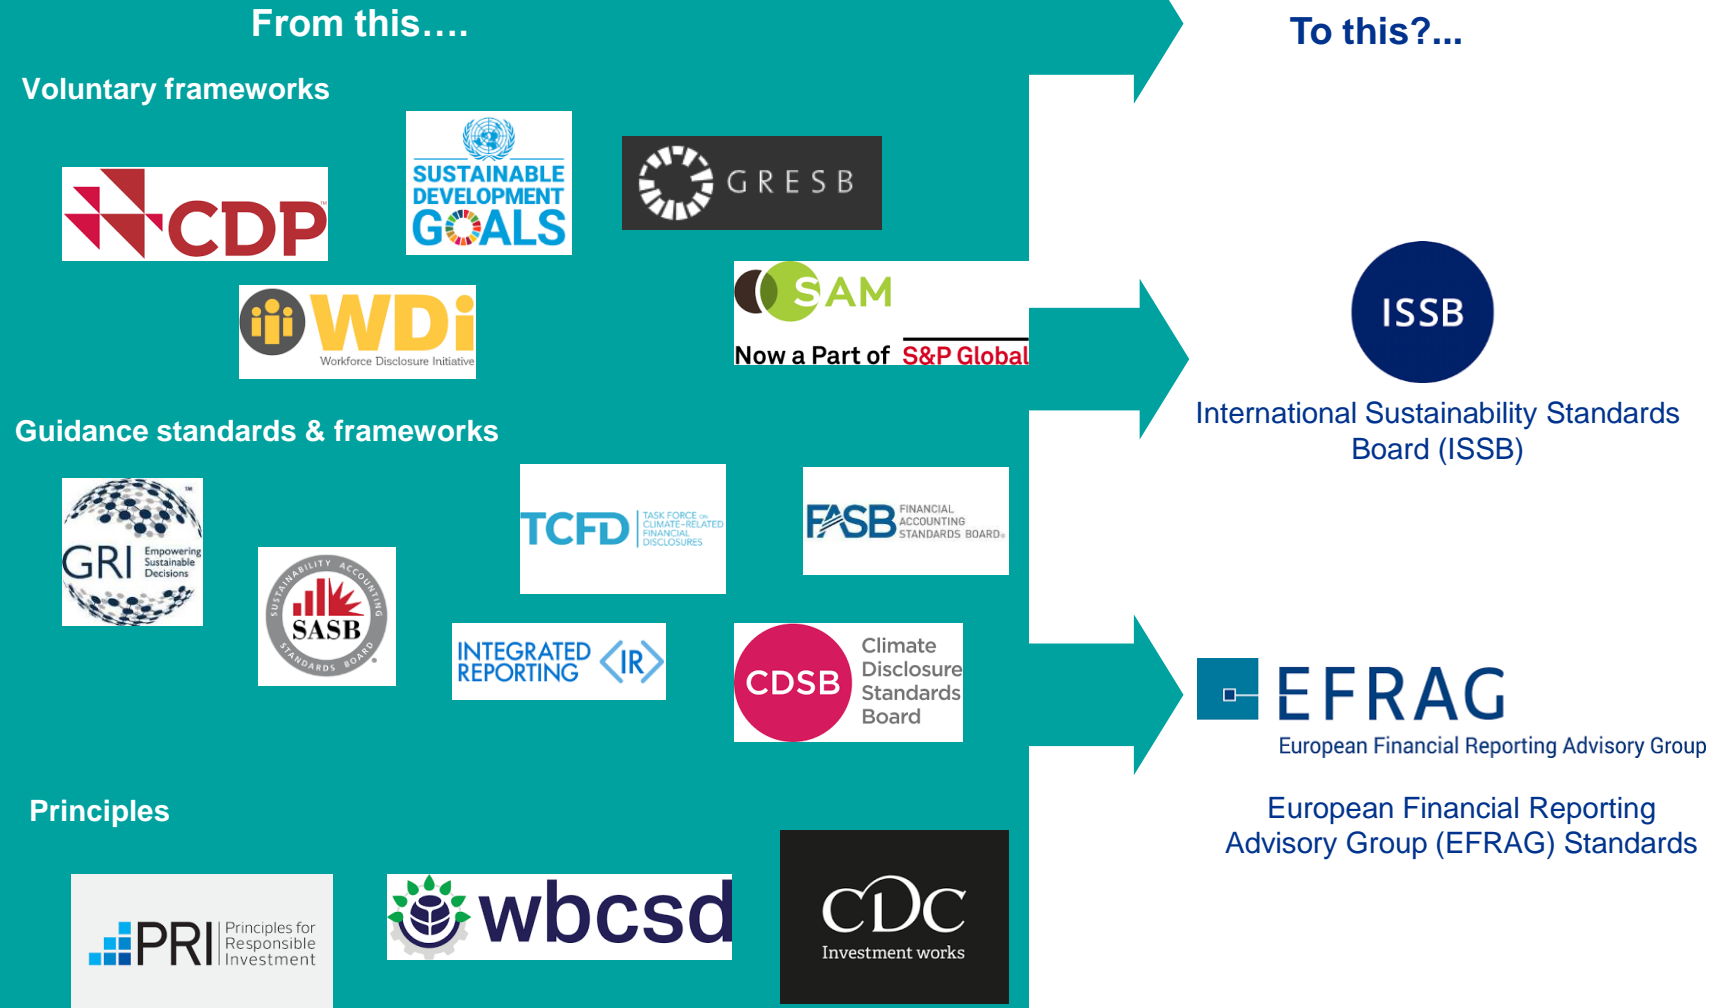 From this….
To this?...
Voluntary frameworks
CDP™
SUSTAINABLE
DEVELOPMENT
GOALS
GRESB
WDi
Workforce Disclosure Initiative
SAM
Now a Part of S&P Global
ISSB
International Sustainability Standards
Board (ISSB)
Guidance standards & frameworks
GRI
™
Empowering
Sustainable
Decisions
SUSTAINABILITY ACCOUNTING
SASB
STANDARDS BOARD®
TCFD
TASK FORCE ON
CLIMATE-RELATED
FINANCIAL
DISCLOSURES
FASB
FINANCIAL
ACCOUNTING
STANDARDS BOARD®
INTEGRATED
REPORTING
<IR>
CDSB
Climate
Disclosure
Standards
Board
EFRAG
European Financial Reporting Advisory Group
European Financial Reporting
Advisory Group (EFRAG) Standards
Principles
PRI
Principles for
Responsible
Investment
wbcsd
CDC
Investment works